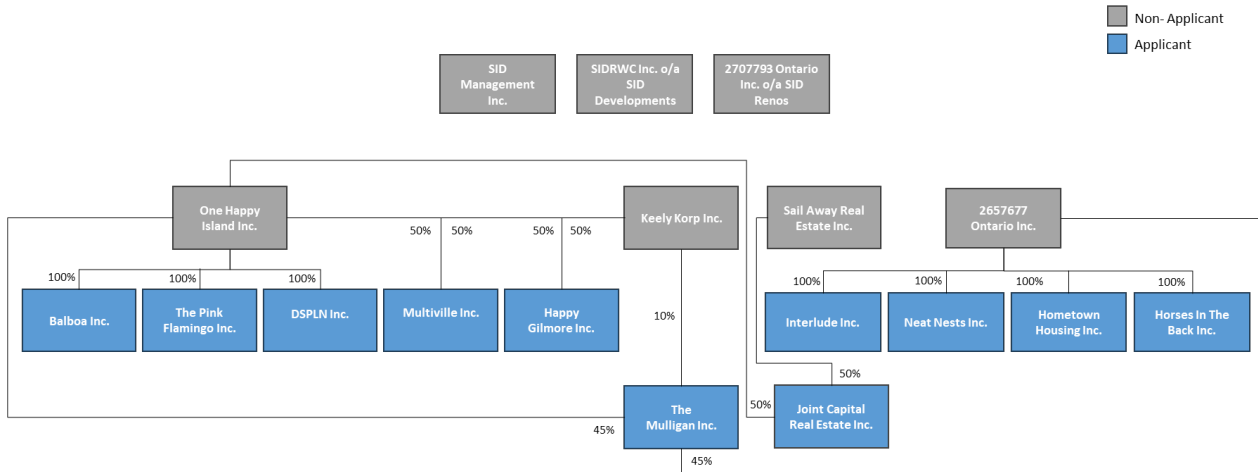 Non- Applicant
Applicant
SID
Management
Inc.
SIDRWC Inc. o/a
SID
Developments
2707793 Ontario
Inc. o/a SID
Renos
One Happy
Island Inc.
Keely Korp Inc.
Sail Away Real
Estate Inc.
2657677
Ontario Inc.
50%
50%
50%
50%
100%
100%
100%
100%
100%
100%
100%
Balboa Inc.
The Pink
Flamingo Inc.
DSPLN Inc.
Multiville Inc.
Happy
Gilmore Inc.
10%
Interlude Inc.
Neat Nests Inc.
Hometown
Housing Inc.
Horses In The
Back Inc.
50%
50%
45%
The
Mulligan Inc.
Joint Capital
Real Estate Inc.
45%